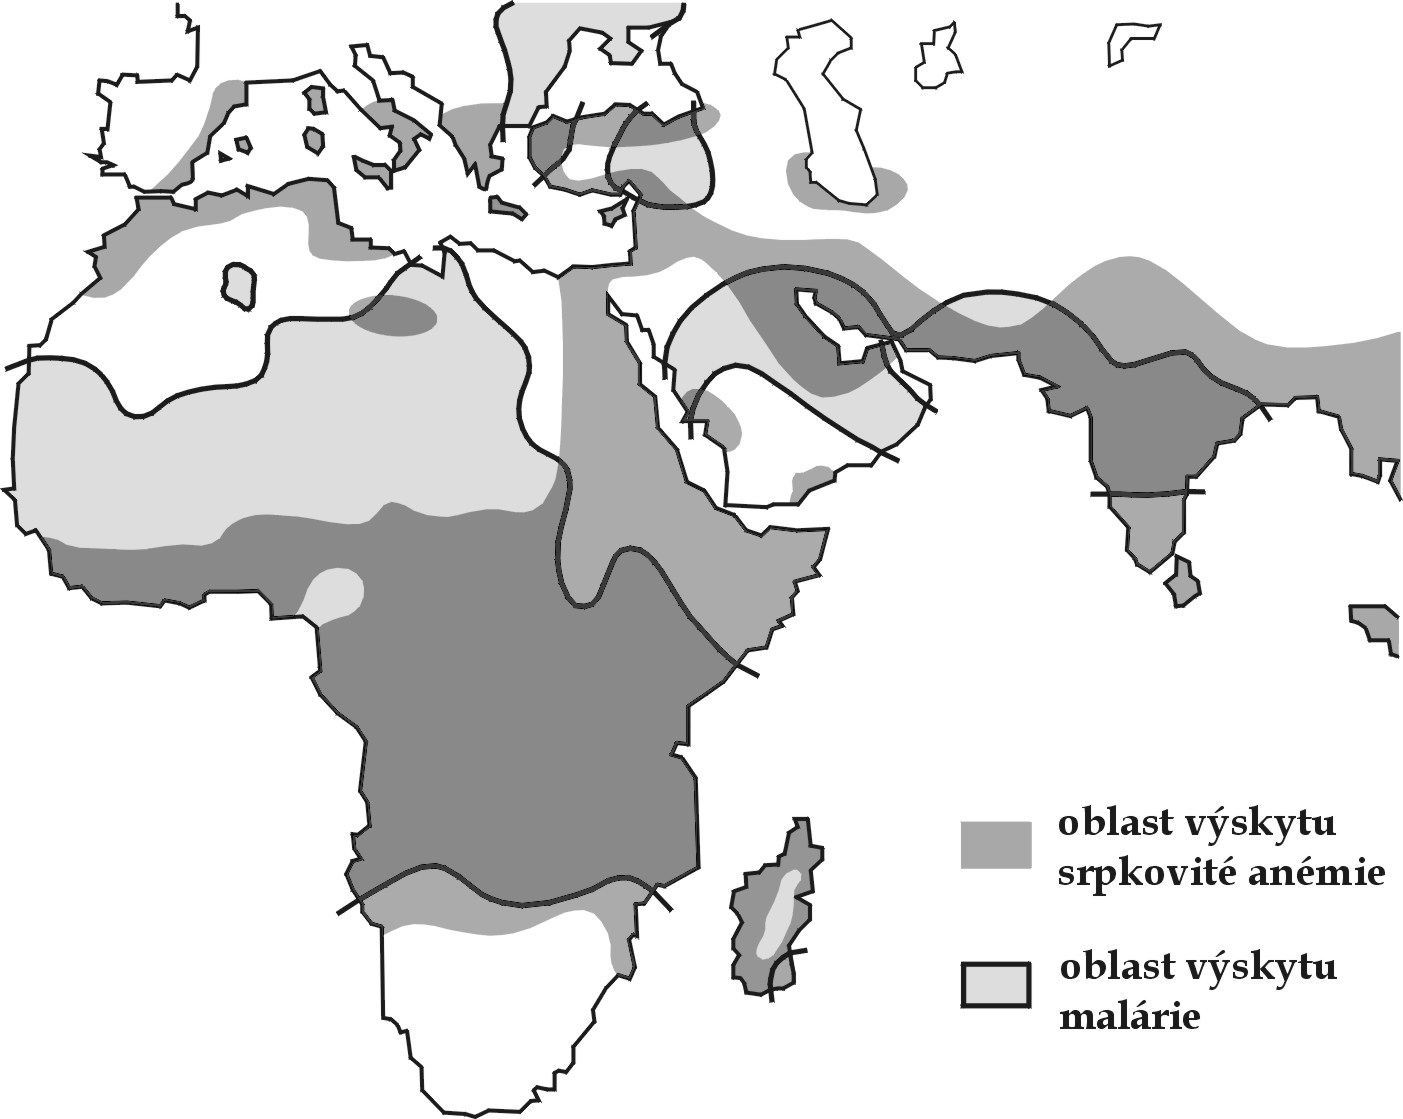 oblast výskytu
srpkovité anémie
oblast výskytu
malárie